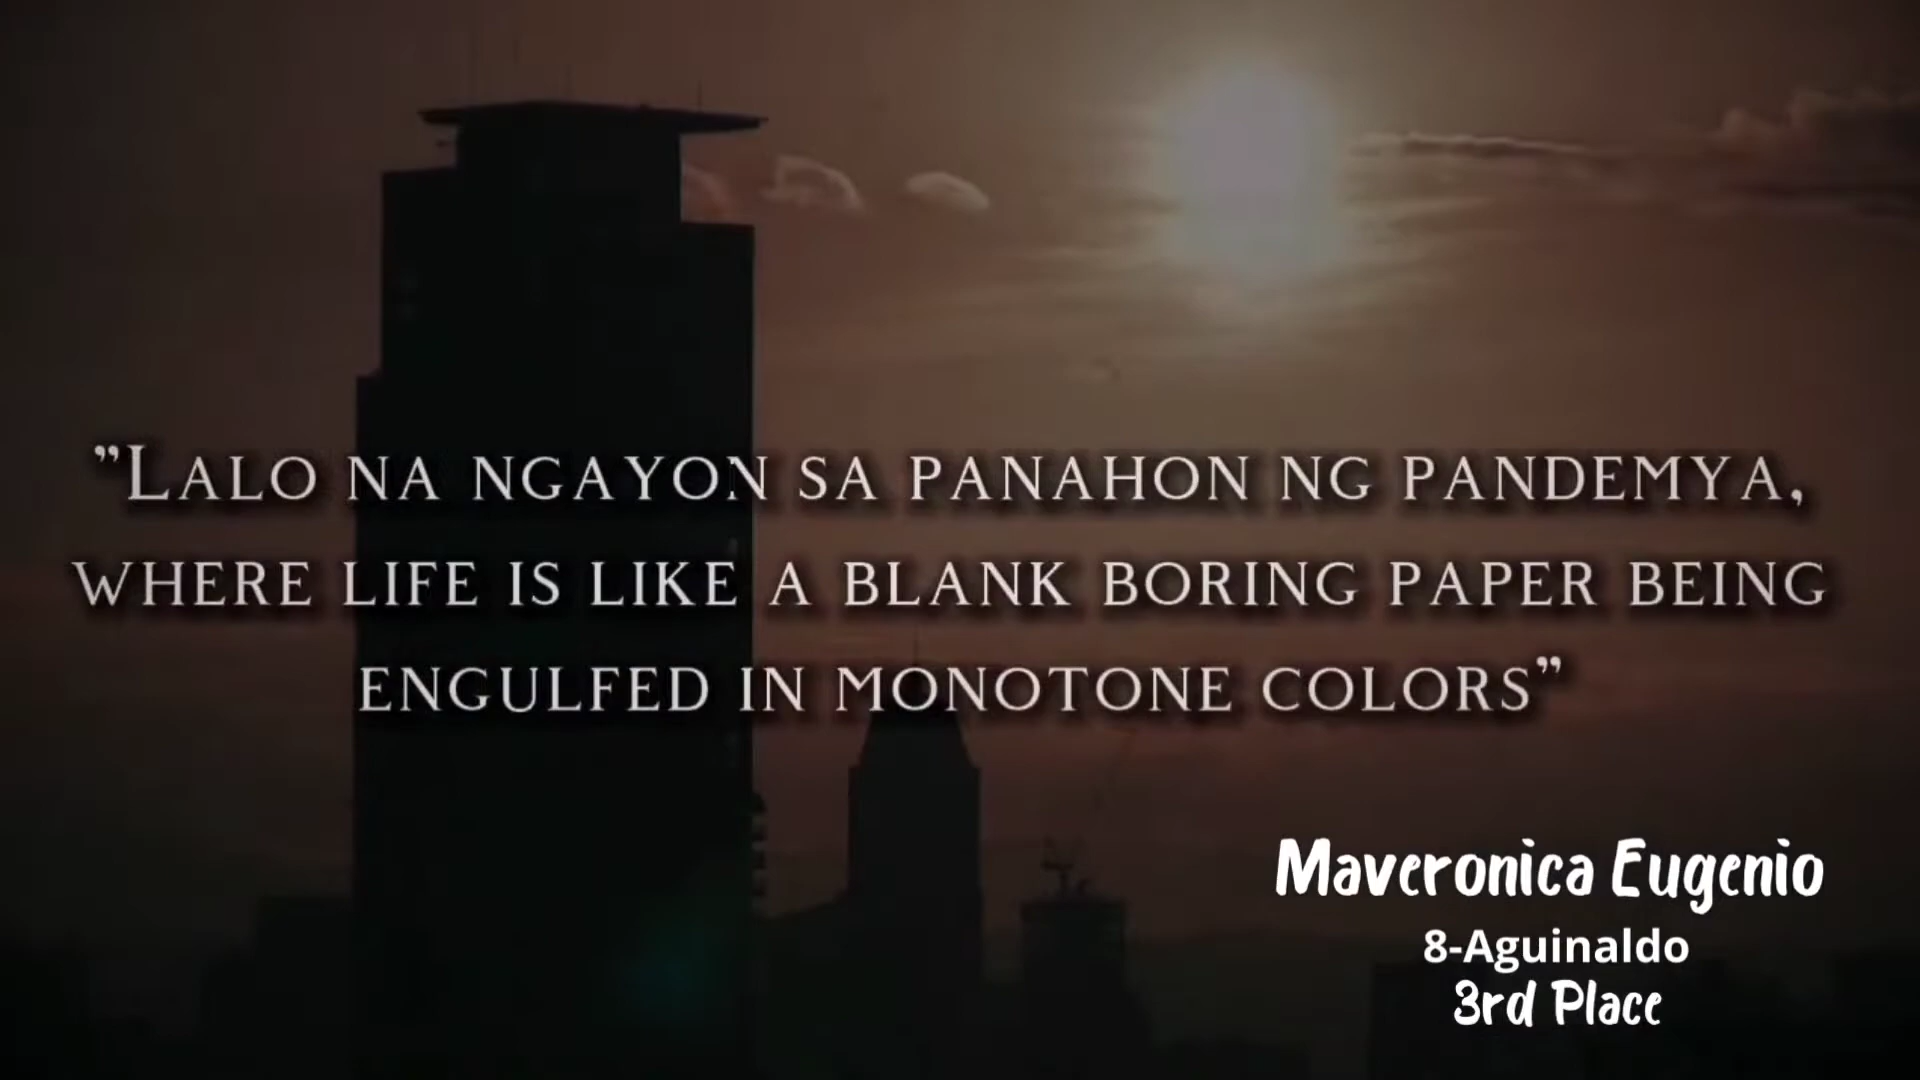 "Lalo na ngayon sa panahon ng pandemya,
where life is like a blank boring paper being
engulfed in monotone colors"
Maveronica Eugenio
8-Aguinaldo
3rd Place